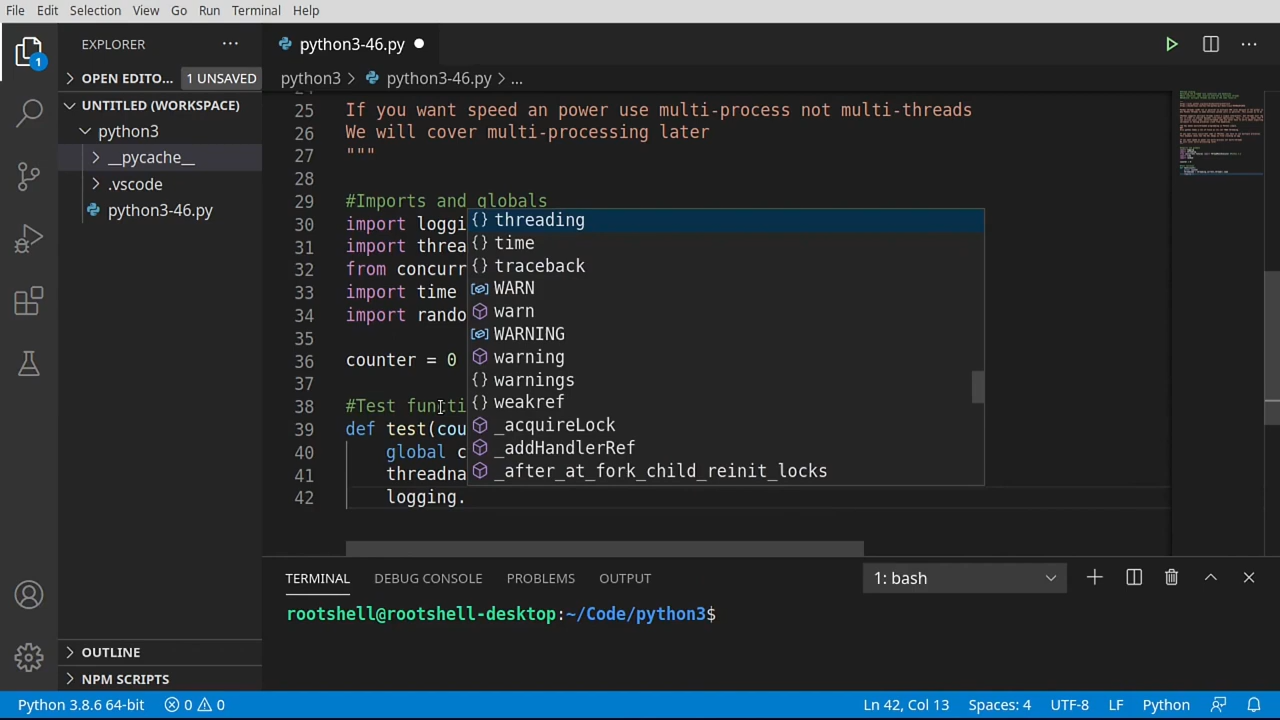 File Edit Selection View Go Run Terminal Help
1
EXPLORER
OPEN EDITO... 1 UNSAVED
UNTITLED (WORKSPACE)
python3
__pycache__
.vscode
python3-46.py
OUTLINE
NPM SCRIPTS
python3-46.py
python3 > python3-46.py > ...
24
25 If you want speed an power use multi-process not multi-threads
26 We will cover multi-processing later
27 """
28
29 #Imports and globals
30 import loggi
31 import threa
32 from concurr
33 import time
34 import rando
35
36 counter = 0
37
38 #Test functi
39 def test(cou
40 global c
41 threadna
42 logging.
threading
time
traceback
WARN
warn
WARNING
warning
warnings
weakref
_acquireLock
_addHandlerRef
_after_at_fork_child_reinit_locks
TERMINAL DEBUG CONSOLE PROBLEMS OUTPUT 1: bash
rootshell@rootshell-desktop:~/Code/python3$
Python 3.8.6 64-bit 0 0 Ln 42, Col 13 Spaces: 4 UTF-8 LF Python